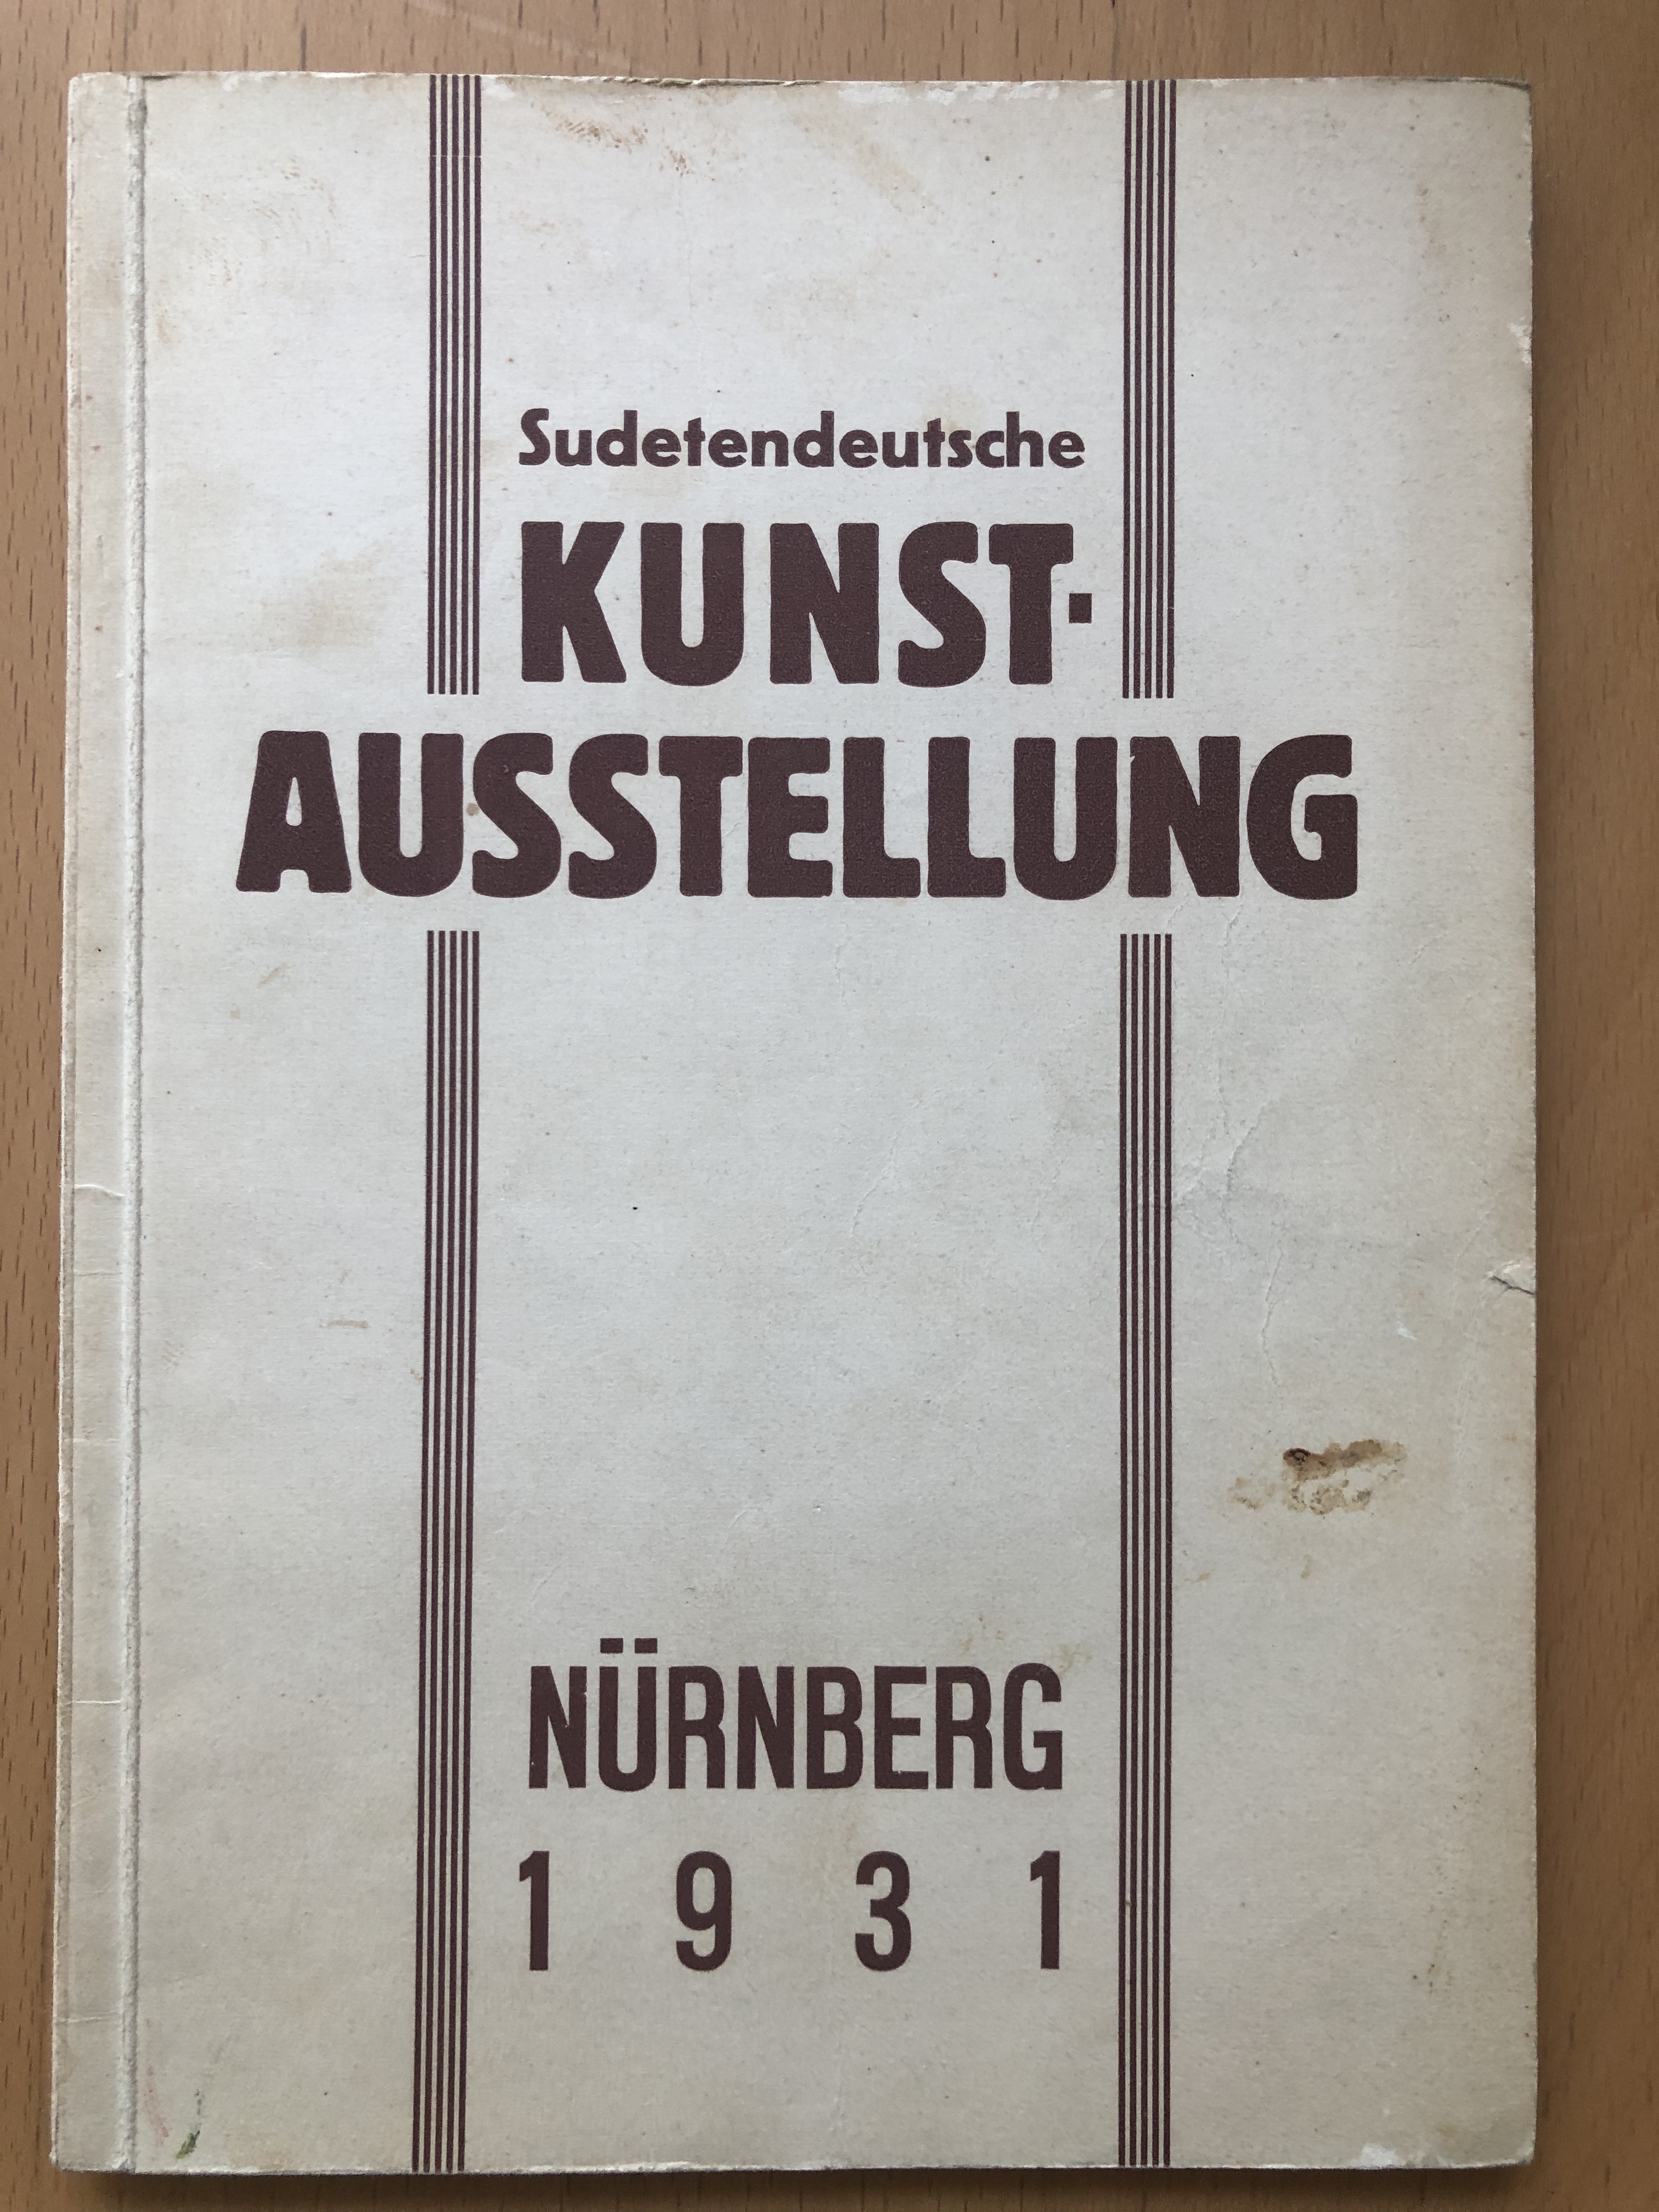 Sudetendeutsche
KUNST-
AUSSTELLUNG
NÜRNBERG
1931